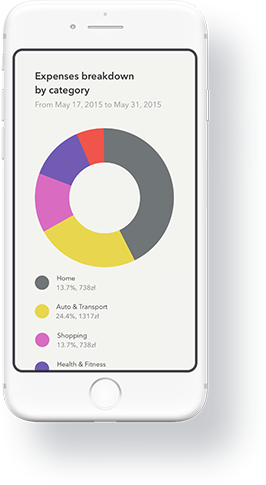 Expenses breakdown
by category
From May 17, 2015 to May 31, 2015
Home
13.7%, 738zł
Auto & Transport
24.4%, 1317zł
Shopping
13.7%, 738zł
Health & Fitness